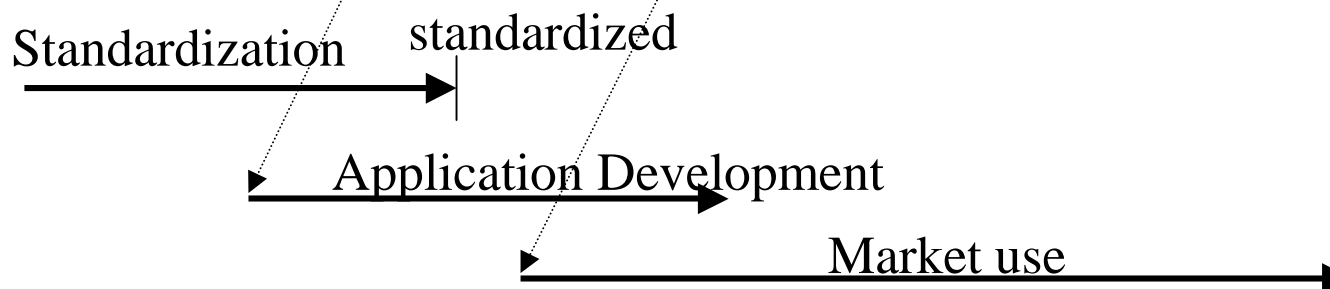 Standardization
standardized
Application Development
Market use